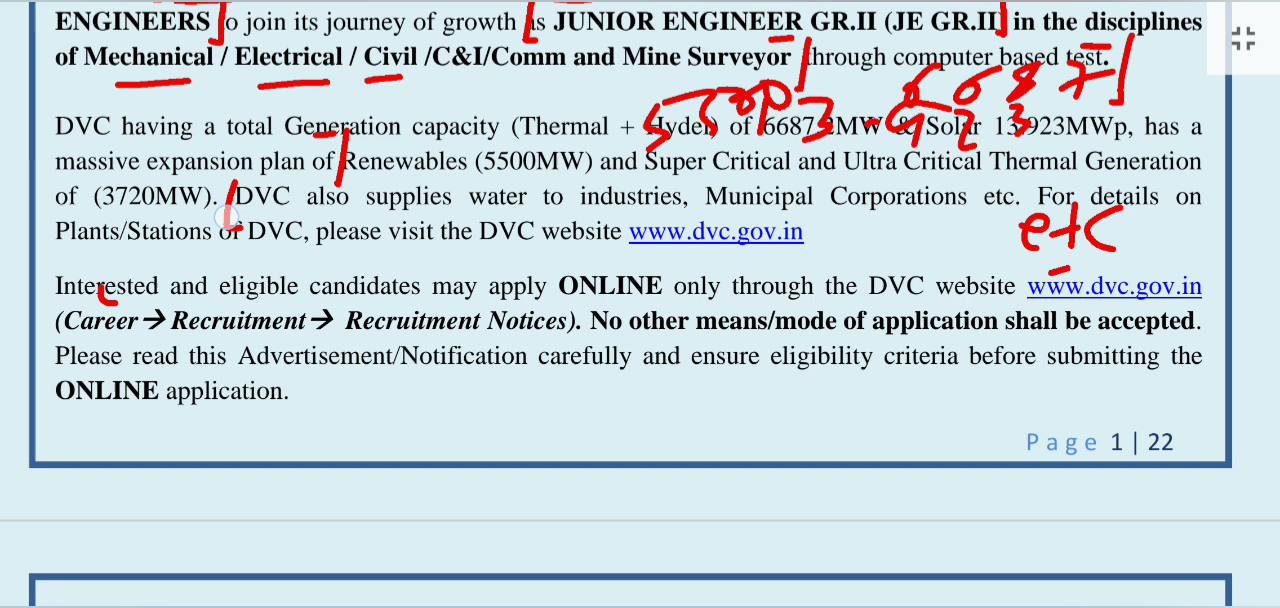 ENGINEERS to join its journey of growth as JUNIOR ENGINEER GR.II (JE GR.II) in the disciplines
of Mechanical / Electrical / Civil /C&I/Comm and Mine Surveyor through computer based test.
DVC having a total Generation capacity (Thermal + of MW & Solar 13.923MWp, has a
massive expansion plan of Renewables (5500MW) and Super Critical and Ultra Critical Thermal Generation
of (3720MW). DVC also supplies water to industries, Municipal Corporations etc. For details on
etc
Plants/Stations of DVC, please visit the DVC website www.dvc.gov.in
Interested and eligible candidates may apply ONLINE only through the DVC website www.dvc.gov.in
(Career→Recruitment→ Recruitment Notices). No other means/mode of application shall be accepted.
Please read this Advertisement/Notification carefully and ensure eligibility criteria before submitting the
ONLINE application.
Page 1 | 22